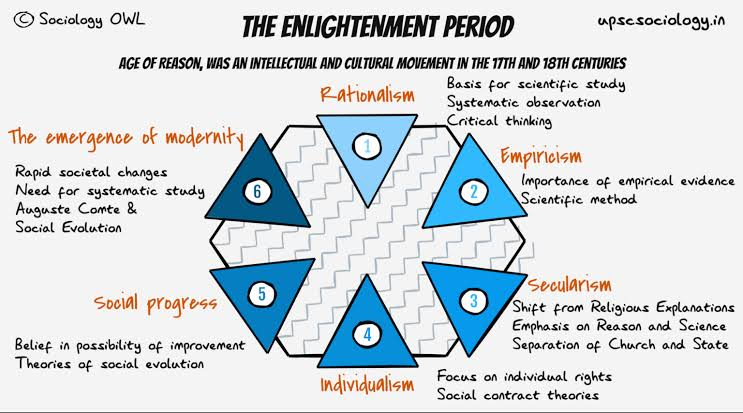 © Sociology OWL
THE ENLIGHTENMENT PERIOD
upscsociology.in
AGE OF REASON, WAS AN INTELLECTUAL AND CULTURAL MOVEMENT IN THE 17TH AND 18TH CENTURIES
Rationalism
Basis for scientific study
Systematic observation
Critical thinking
1
Empiricism
Importance of empirical evidence
Scientific method
2
Secularism
Shift from Religious Explanations
Emphasis on Reason and Science
Separation of Church and State
3
Individualism
Focus on individual rights
Social contract theories
4
Social progress
Belief in possibility of improvement
Theories of social evolution
5
The emergence of modernity
Rapid societal changes
Need for systematic study
Auguste Comte &
Social Evolution
6